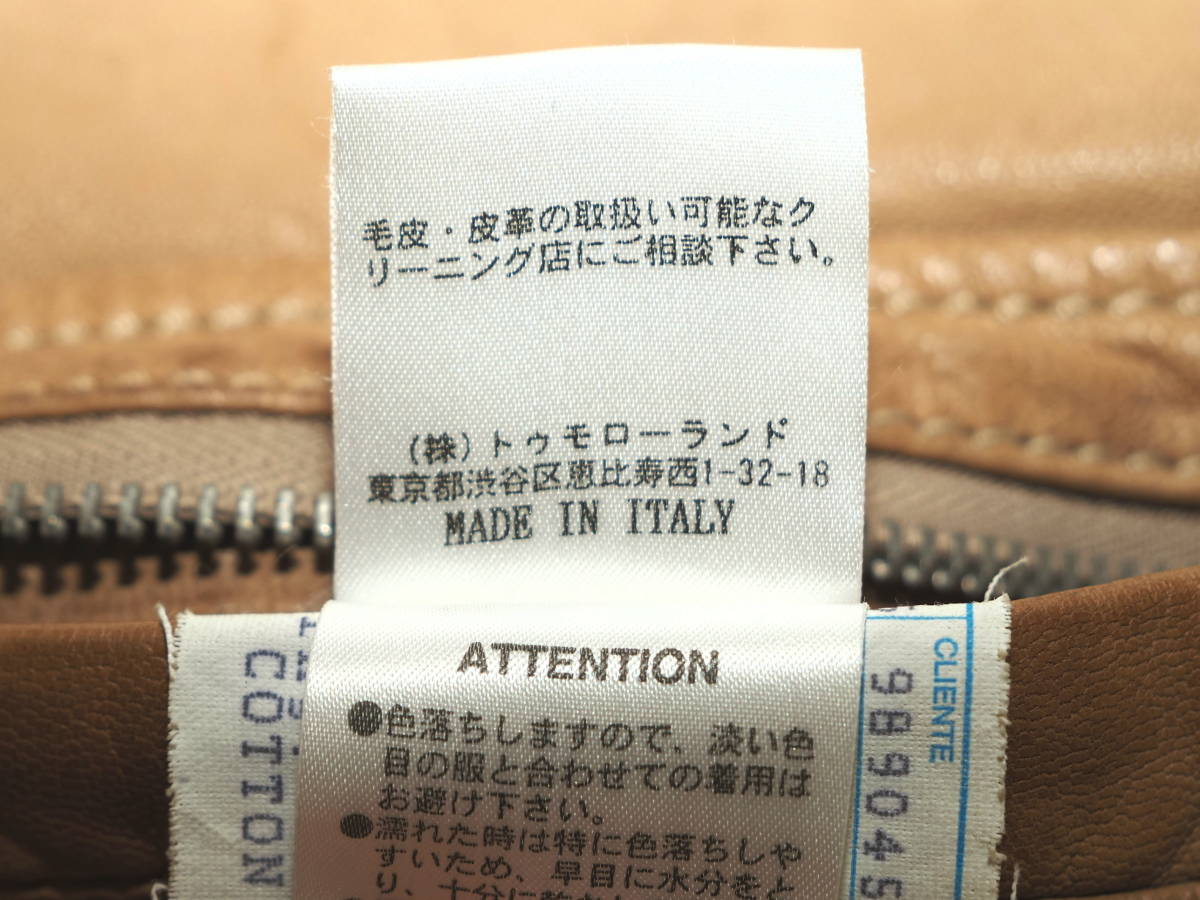 毛皮・皮革の取扱い可能なク
リーニング店にご相談下さい。
(株)トゥモローランド
東京都渋谷区恵比寿西1-32-18
MADE IN ITALY
ATTENTION
●色落ちしますので、淡い色
目の服と合わせての着用は
お避け下さい。
●濡れた時は特に色落ちしや
すいため、早目に水分をと
り、十分に
COTTON
CLIENTE
989045